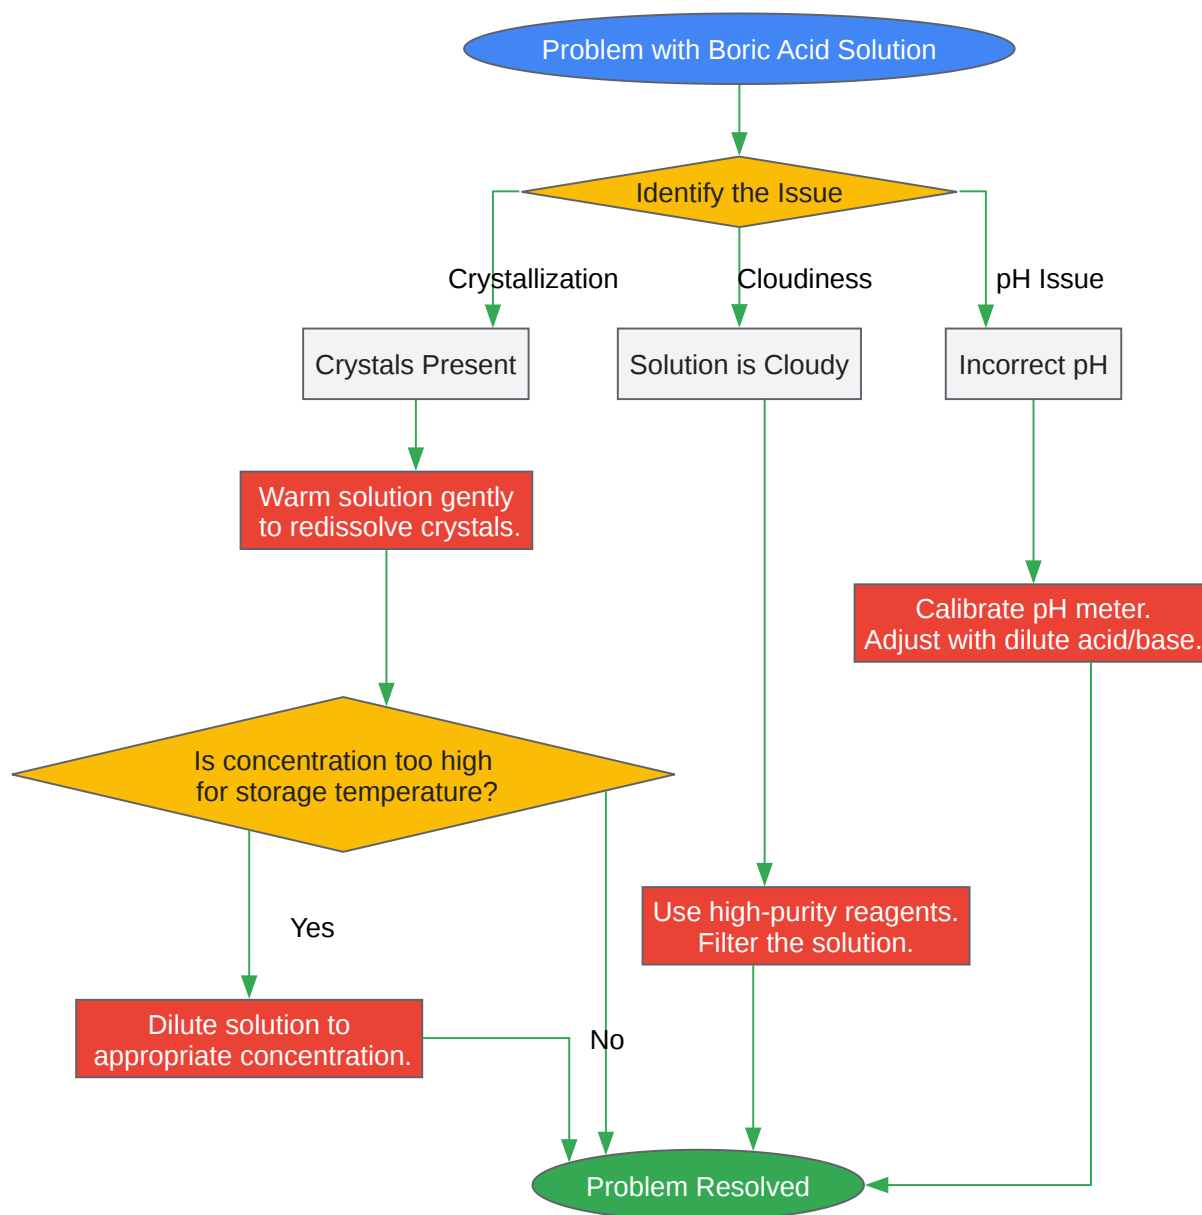 Problem with Boric Acid Solution
Identify the Issue
Crystallization
Cloudiness
pH Issue
Crystals Present
Solution is Cloudy
Incorrect pH
Warm solution gently
to redissolve crystals.
Calibrate pH meter.
Adjust with dilute acid/base.
Is concentration too high
for storage temperature?
Use high-purity reagents.
Filter the solution.
Yes
Dilute solution to
appropriate concentration.
No
Problem Resolved